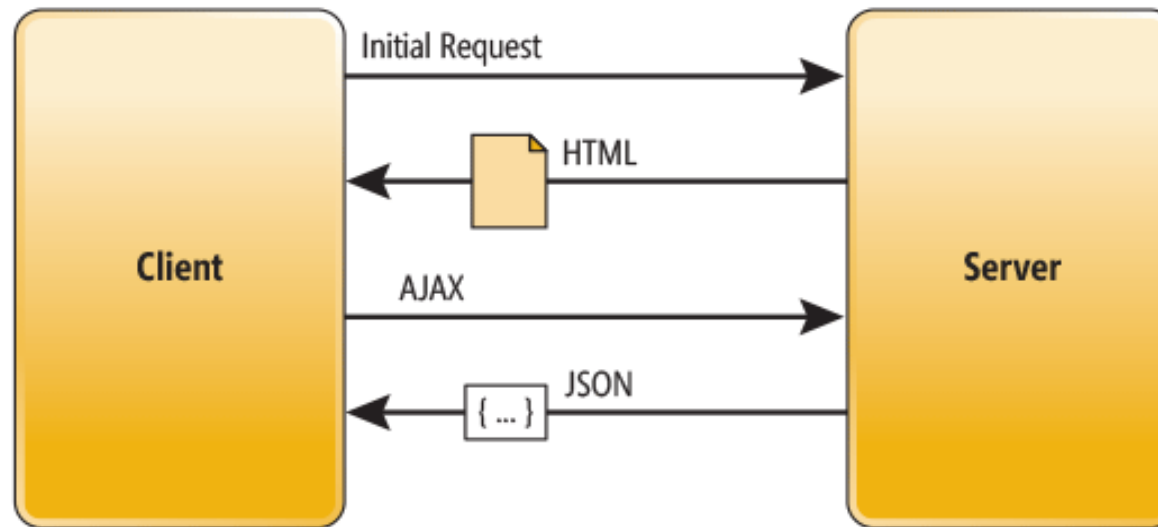 Initial Request
HTML
Client
Server
AJAX
JSON
{ ... }